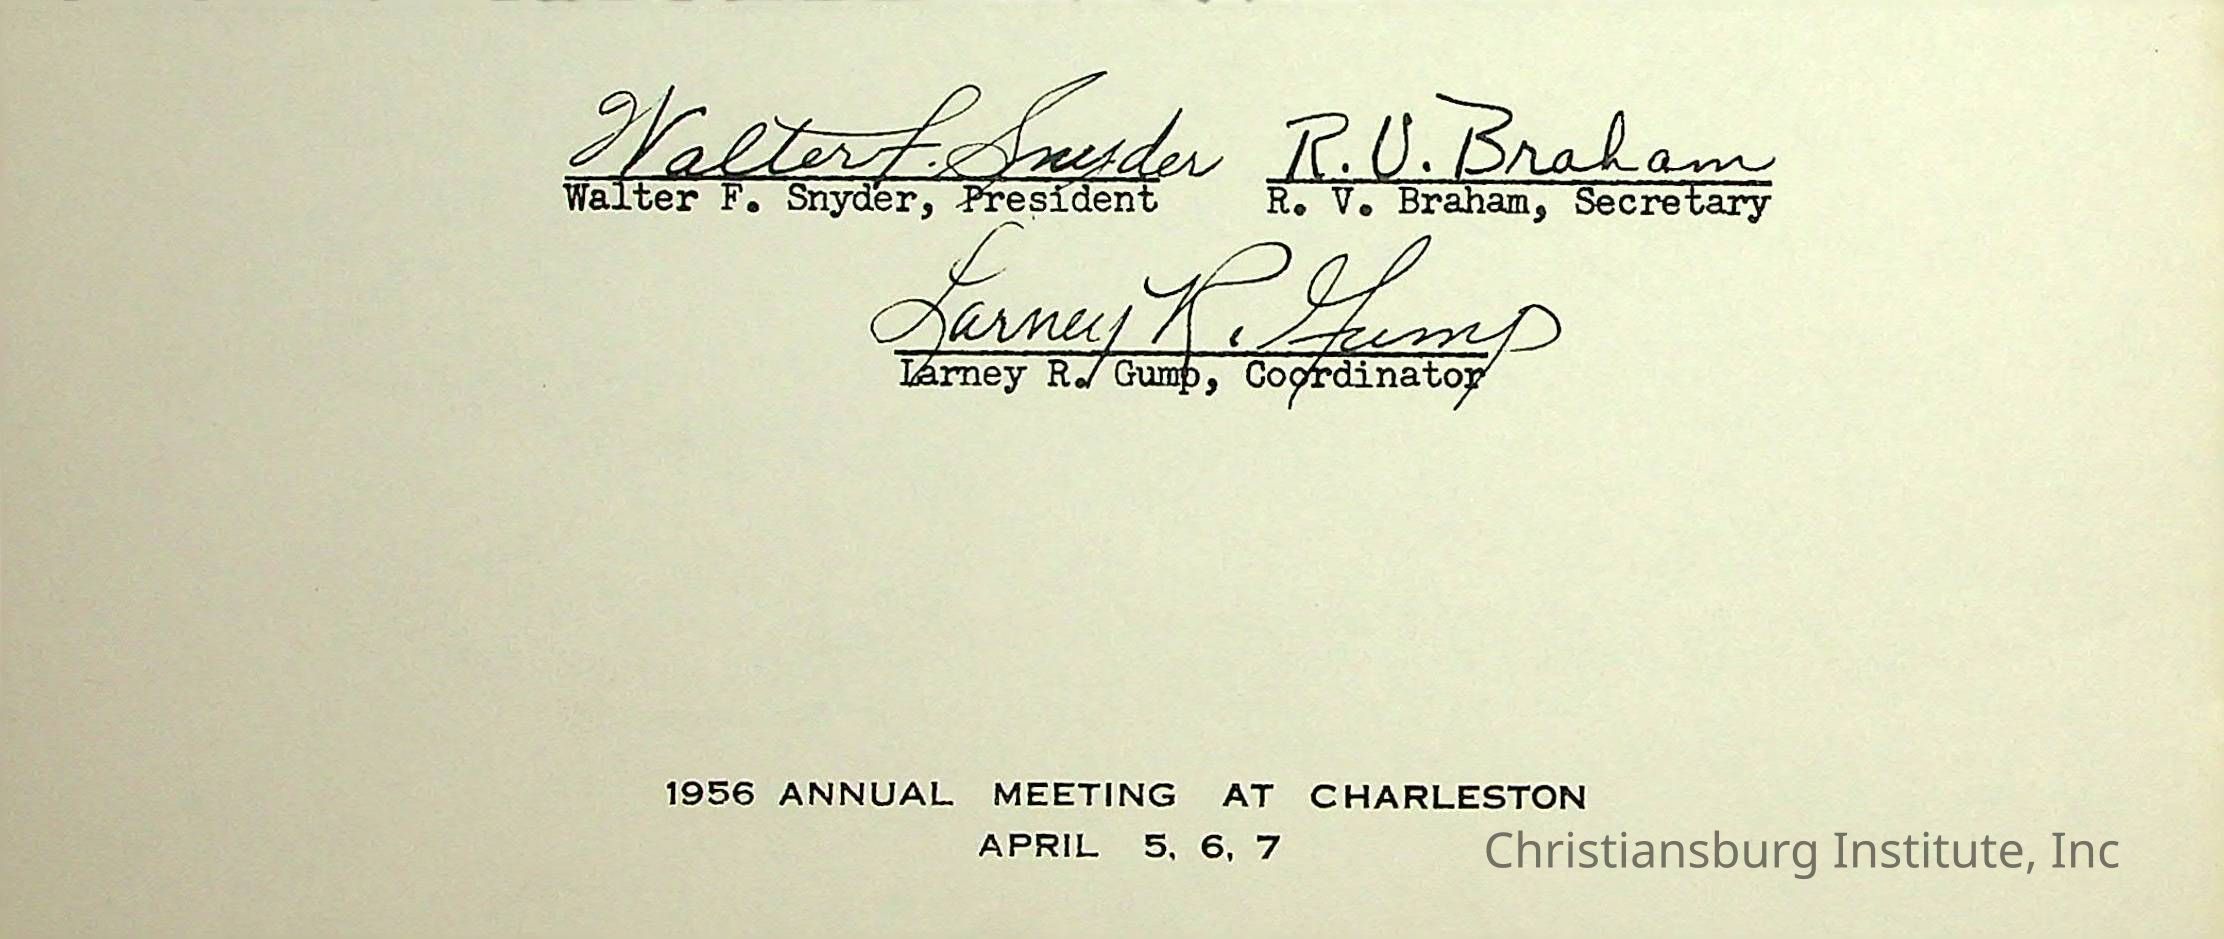 Walter F. Snyder R. V. Braham
Walter F. Snyder, President R. V. Braham, Secretary
Larney R. Gump
Larney R. Gump, Coordinator
1956 ANNUAL MEETING AT CHARLESTON
APRIL 5, 6, 7
Christiansburg Institute, Inc